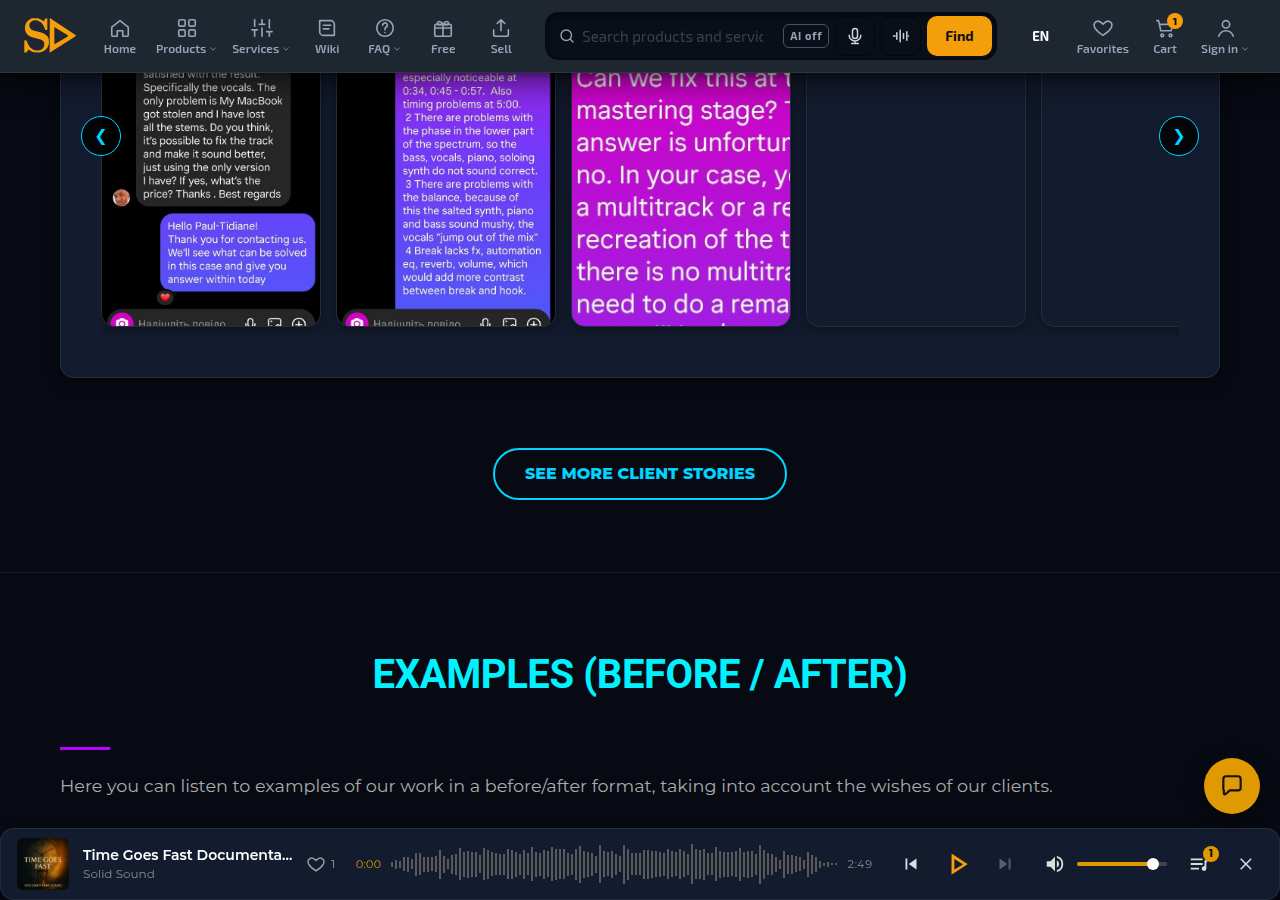 SD
Home
Products
Services
Wiki
FAQ
Free
Sell
Search products and servic
AI off
Find
EN
Favorites
1
Cart
Sign in
satisfied with the result.
Specifically the vocals. The
only problem is My MacBook
got stolen and I have lost
all the stems. Do you think,
it's possible to fix the track
and make it sound better,
just using the only version
I have? If yes, what's the
price? Thanks . Best regards
Hello Paul-Tidiane!
Thank you for contacting us.
We'll see what can be solved
in this case and give you
answer within today
Надішліть повідо
especially noticeable at
0:34, 0:45 - 0:57. Also
timing problems at 5:00.
2 There are problems with
the phase in the lower part
of the spectrum, so the
bass, vocals, piano, soloing
synth do not sound correct.
3 There are problems with
the balance, because of
this the salted synth, piano
and bass sound mushy, the
vocals "jump out of the mix"
4 Break lacks fx, automation
eq, reverb, volume, which
would add more contrast
between break and hook.
Надішліть повідо
Can we fix this at t
mastering stage?
answer is unfortun
no. In your case, y
a multitrack or a re
recreation of the t
there is no multitra
need to do a rema
SEE MORE CLIENT STORIES
EXAMPLES (BEFORE / AFTER)
Here you can listen to examples of our work in a before/after format, taking into account the wishes of our clients.
TIME GOES
FAST
Time Goes Fast Documenta...
Solid Sound
1
0:00
2:49
1